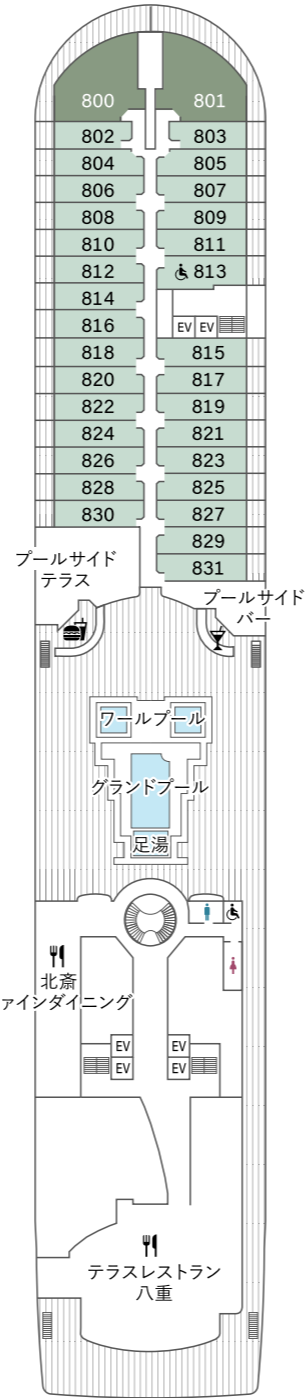 800 801
802 803
804 805
806 807
808 809
810 811
812 813
814
816 EV EV
818 815
820 817
822 819
824 821
826 823
828 825
830 827
829
831
プールサイド
テラス
プールサイド
バー
ワールプール
グランドプール
足湯
北斎
ァインダイニング
EV EV
EV EV
テラスレストラン
八重